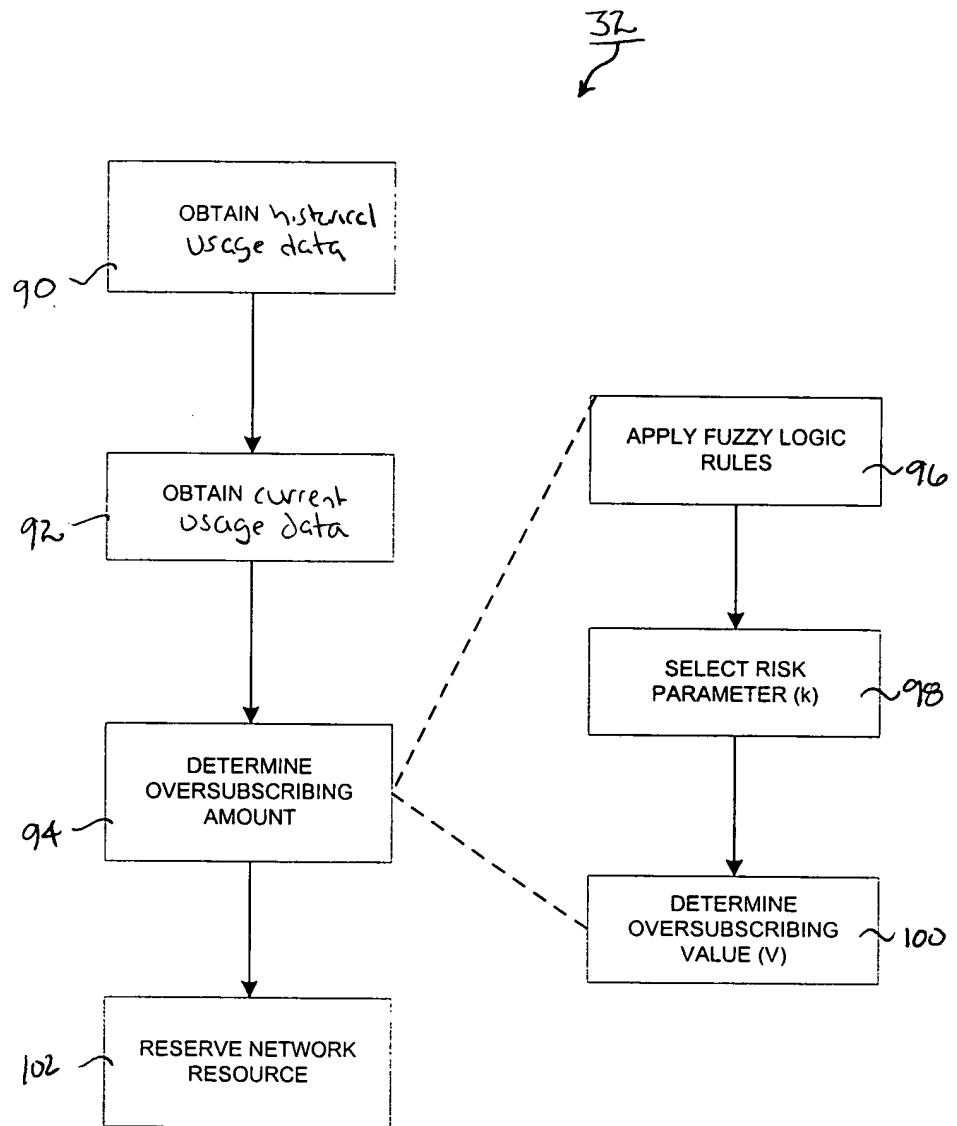 32
OBTAIN historical
usage data
90
OBTAIN current
usage data
92
DETERMINE
OVERSUBSCRIBING
AMOUNT
94
RESERVE NETWORK
RESOURCE
102
APPLY FUZZY LOGIC
RULES
96
SELECT RISK
PARAMETER (k)
98
DETERMINE
OVERSUBSCRIBING
VALUE (V)
100